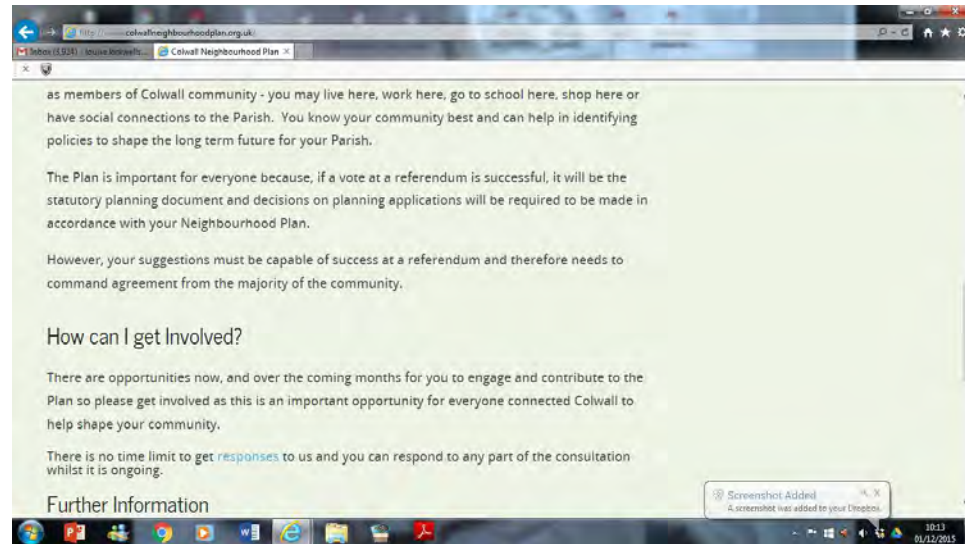 colwallneighbourhoodplan.org.uk
Colwall Neighbourhood Plan
as members of Colwall community - you may live here, work here, go to school here, shop here or
have social connections to the Parish. You know your community best and can help in identifying
policies to shape the long term future for your Parish.
The Plan is important for everyone because, if a vote at a referendum is successful, it will be the
statutory planning document and decisions on planning applications will be required to be made in
accordance with your Neighbourhood Plan.
However, your suggestions must be capable of success at a referendum and therefore needs to
command agreement from the majority of the community.
How can I get Involved?
There are opportunities now, and over the coming months for you to engage and contribute to the
Plan so please get involved as this is an important opportunity for everyone connected Colwall to
help shape your community.
There is no time limit to get responses to us and you can respond to any part of the consultation
whilst it is ongoing.
Further Information
Screenshot Added
A screenshot was added to your Dropbox.
10:13
01/12/2015